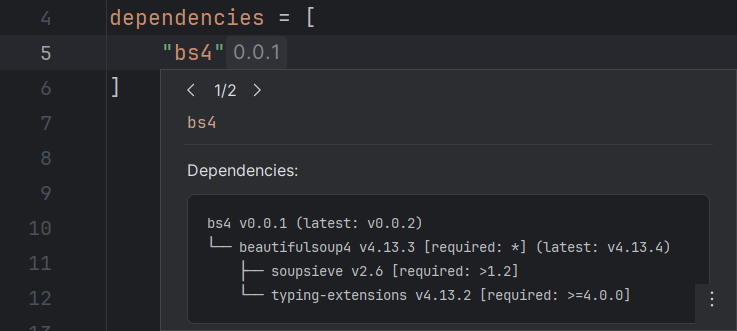 4 dependencies = [
5 "bs4" 0.0.1
6 ]
< 1/2 >
7 bs4
8 Dependencies:
9
10 bs4 v0.0.1 (latest: v0.0.2)
└── beautifulsoup4 v4.13.3 [required: *] (latest: v4.13.4)
11 ├── soupsieve v2.6 [required: >1.2]
12 └── typing-extensions v4.13.2 [required: >=4.0.0]
13